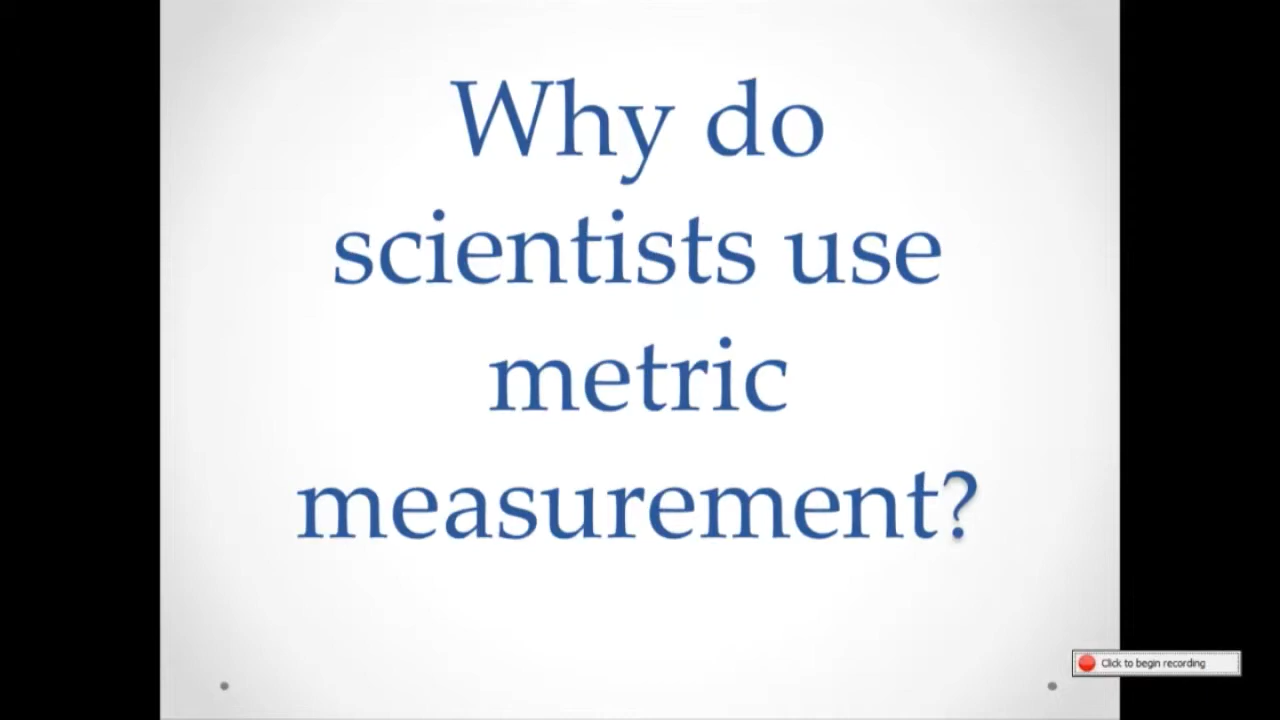 Why do
scientists use
metric
measurement?
Click to begin recording